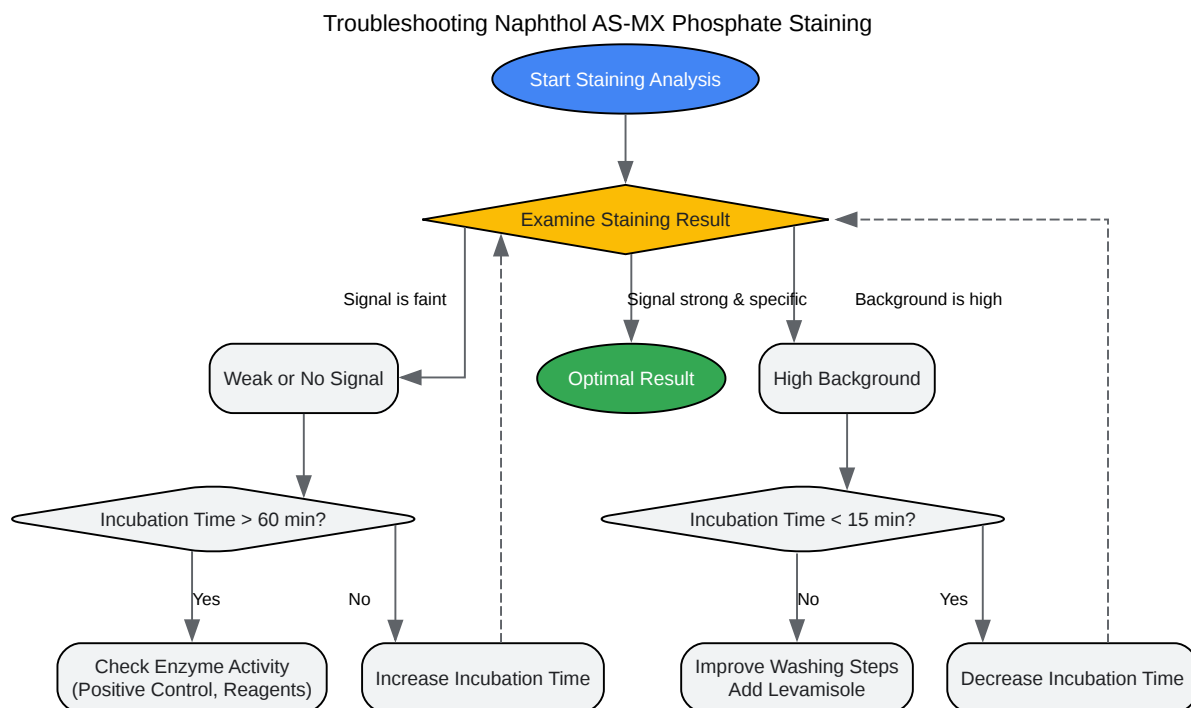 Troubleshooting Naphthol AS-MX Phosphate Staining
Start Staining Analysis
Examine Staining Result
Signal is faint
Signal strong & specific
Background is high
Weak or No Signal
Optimal Result
High Background
Incubation Time > 60 min?
Incubation Time < 15 min?
Yes
No
No
Yes
Check Enzyme Activity
(Positive Control, Reagents)
Increase Incubation Time
Improve Washing Steps
Add Levamisole
Decrease Incubation Time